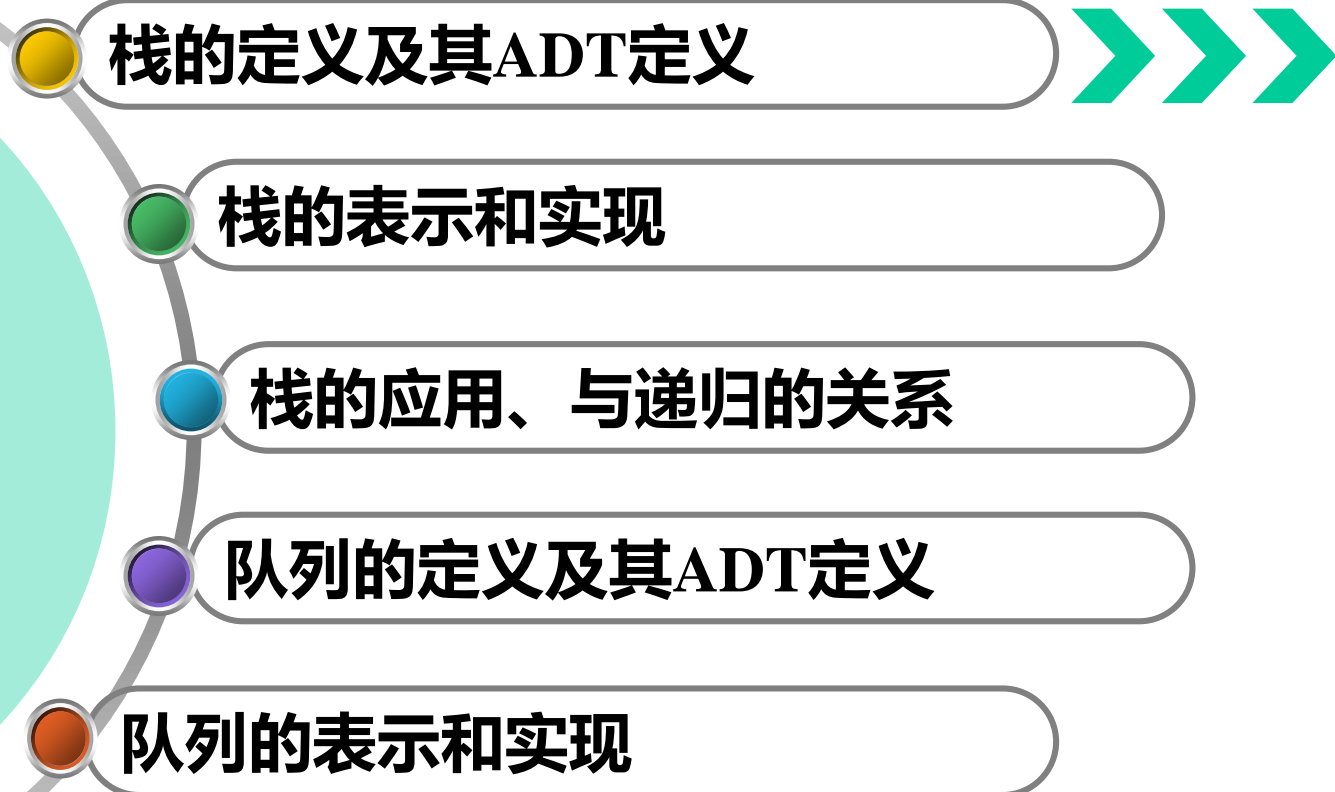 栈的定义及其ADT定义
栈的表示和实现
栈的应用、与递归的关系
队列的定义及其ADT定义
队列的表示和实现